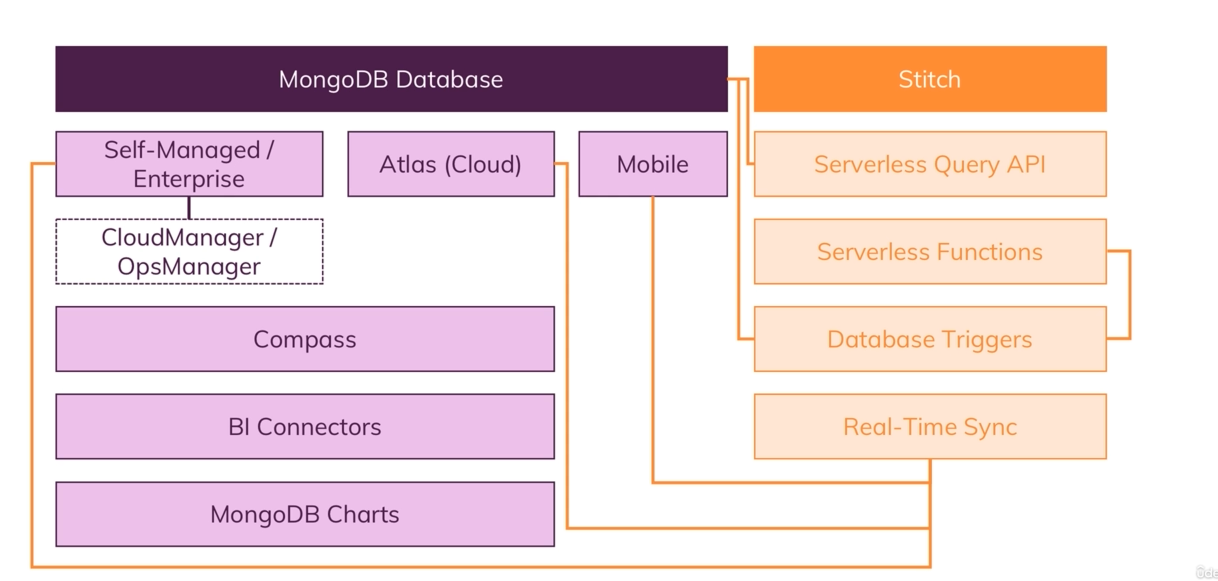 MongoDB Database
Stitch
Self-Managed /
Enterprise
Atlas (Cloud)
Mobile
Serverless Query API
CloudManager /
OpsManager
Serverless Functions
Compass
Database Triggers
BI Connectors
Real-Time Sync
MongoDB Charts